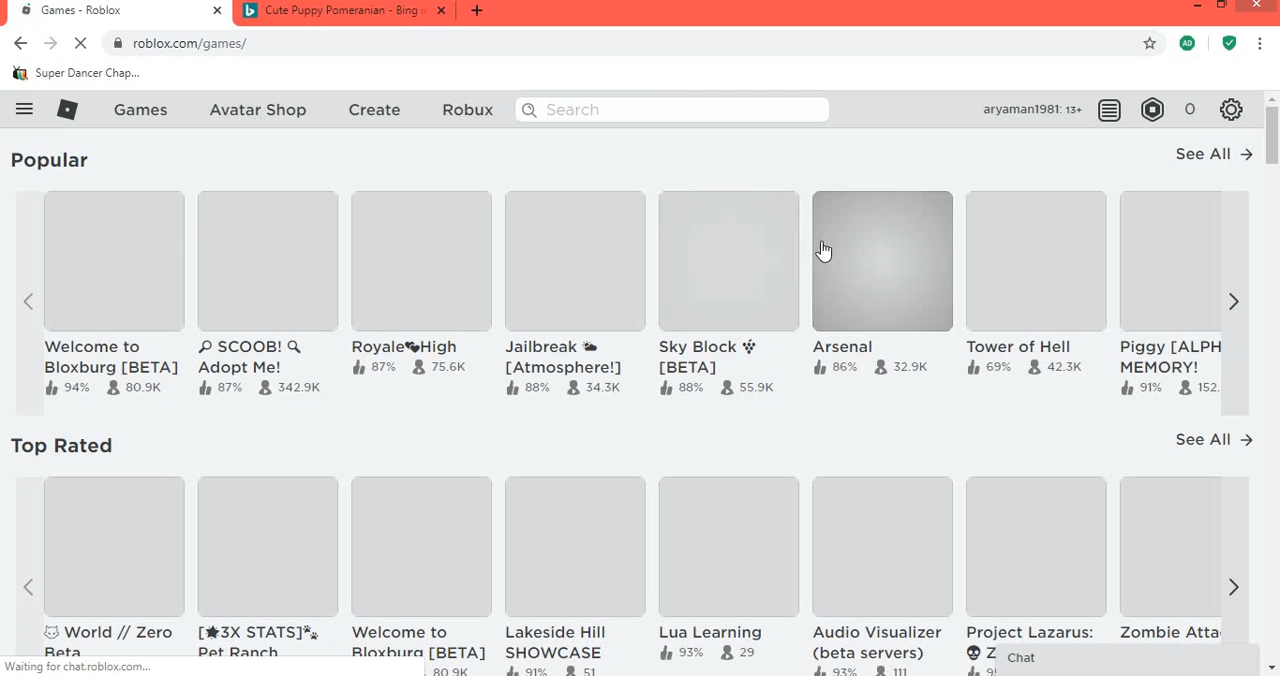 Games - Roblox
Cute Puppy Pomeranian - Bing
roblox.com/games/
AD
Super Dancer Chap...
Games Avatar Shop Create Robux Search aryaman1981: 13+ 0
Popular See All →
Welcome to Bloxburg [BETA]
94% 80.9K
🔎 SCOOB! 🔍 Adopt Me!
87% 342.9K
Royale💕High
87% 75.6K
Jailbreak 🌥 [Atmosphere!]
88% 34.3K
Sky Block [BETA]
88% 55.9K
Arsenal
86% 32.9K
Tower of Hell
69% 42.3K
Piggy [ALPH MEMORY!
91% 152.
Top Rated See All →
🐱 World // Zero Beta
[🌟3X STATS]🐾 Pet Ranch
Welcome to Bloxburg [BETA]
80.9K
Lakeside Hill SHOWCASE
91% 51
Lua Learning
93% 29
Audio Visualizer (beta servers)
93% 111
Project Lazarus: 💀 Z
Zombie Atta
Chat
Waiting for chat.roblox.com...